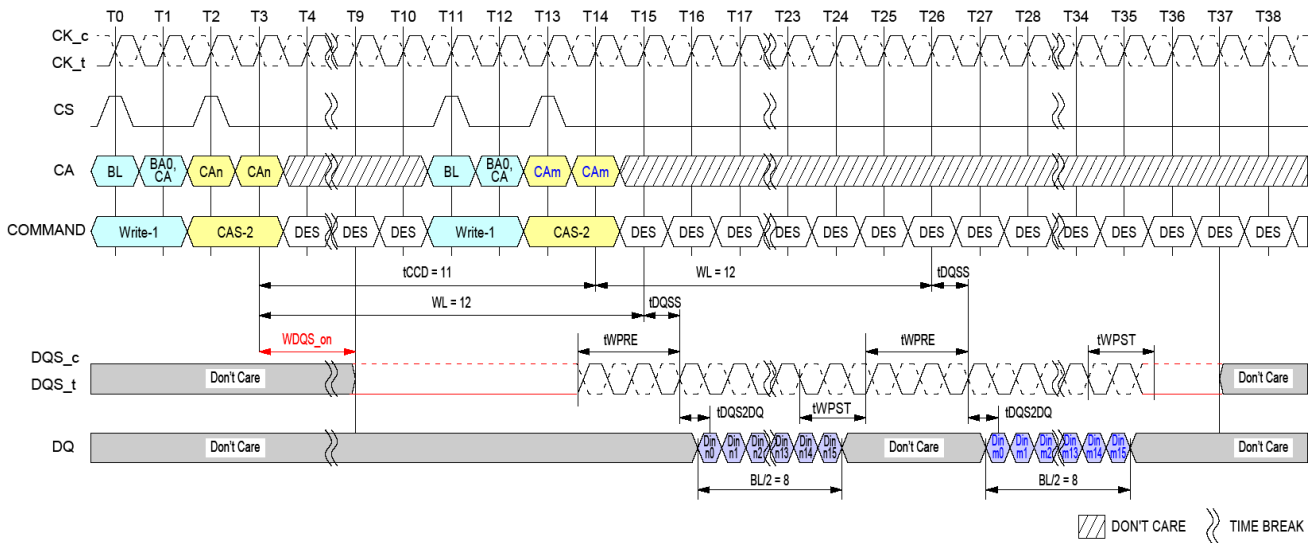 T0 T1 T2 T3 T4 T9 T10 T11 T12 T13 T14 T15 T16 T17 T23 T24 T25 T26 T27 T28 T34 T35 T36 T37 T38
CK_c
CK_t
CS
CA BL BA0, CA CAn CAn BL BA0, CA CAm CAm
COMMAND Write-1 CAS-2 DES DES DES Write-1 CAS-2 DES DES DES DES DES DES DES DES DES DES DES DES DES DES
tCCD = 11 WL = 12 tDQSS
WL = 12 tDQSS
WDQS_on tWPRE tWPRE tWPST
DQS_c
DQS_t Don't Care Don't Care
tDQS2DQ tWPST tDQS2DQ
DQ Don't Care Din n0 Din n1 Din n2 Din n13 Din n14 Din n15 Don't Care Din m0 Din m1 Din m2 Din m13 Din m14 Din m15 Don't Care
BL/2 = 8 BL/2 = 8
DON'T CARE TIME BREAK